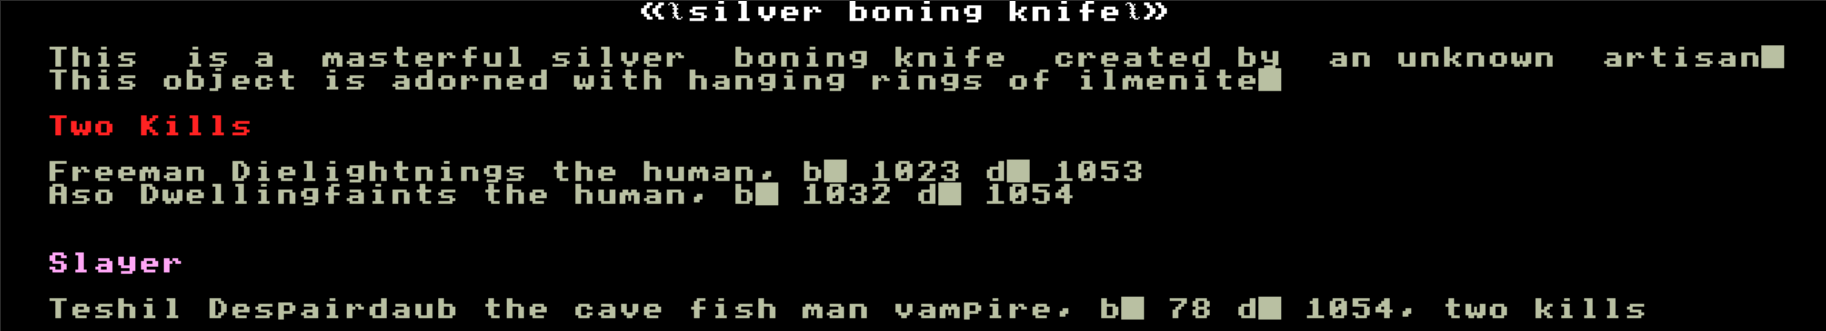 «≀silver boning knife≀»
This is a masterful silver boning knife created by an unknown artisan■
This object is adorned with hanging rings of ilmenite■
Two Kills
Freeman Dielightnings the human, b■ 1023 d■ 1053
Aso Dwellingfaints the human, b■ 1032 d■ 1054
Slayer
Teshil Despairdaub the cave fish man vampire, b■ 78 d■ 1054, two kills